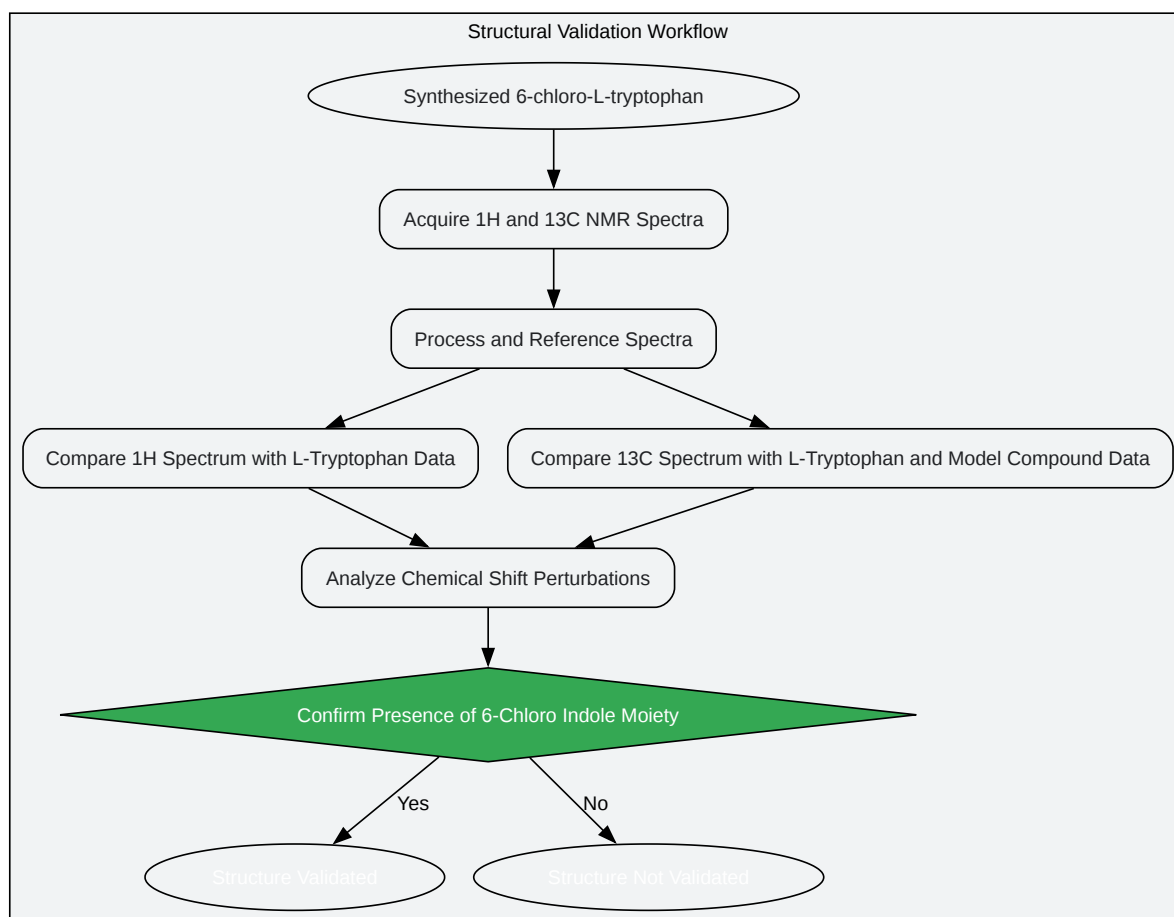 Structural Validation Workflow
Synthesized 6-chloro-L-tryptophan
Acquire 1H and 13C NMR Spectra
Process and Reference Spectra
Compare 1H Spectrum with L-Tryptophan Data
Compare 13C Spectrum with L-Tryptophan and Model Compound Data
Analyze Chemical Shift Perturbations
Confirm Presence of 6-Chloro Indole Moiety
Yes
No
Structure Validated
Structure Not Validated